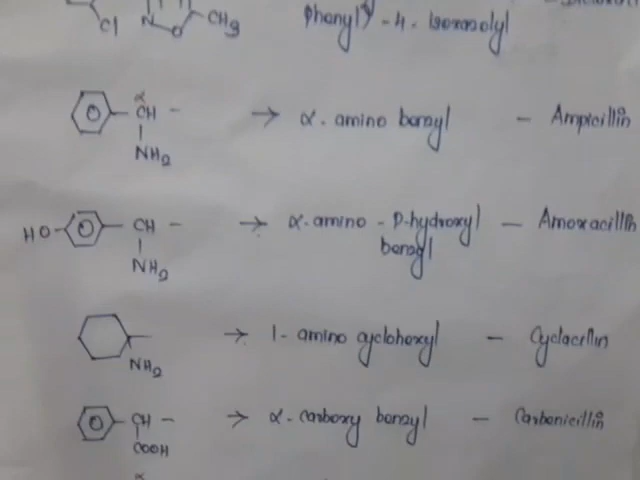 Cl N O CH3 phenyl - 4 - isoxazolyl
α
CH - → α - amino benzyl - Ampicillin
NH2
HO - CH - → α - amino - p-hydroxyl - Amoxacillin
NH2 benzyl
→ 1 - amino cyclohexyl - Cyclacillin
NH2
CH - → α - carboxy benzyl - Carbenicillin
COOH
α